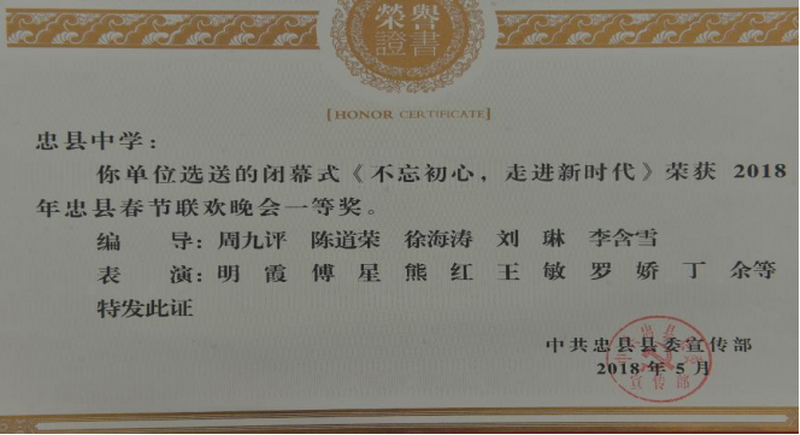 榮譽
證書
[HONOR CERTIFICATE]
忠县中学：
你单位选送的闭幕式《不忘初心，走进新时代》荣获 2018
年忠县春节联欢晚会一等奖。
编 导：周九评 陈道荣 徐海涛 刘 琳 李含雪
表 演：明 霞 傅 星 熊 红 王 敏 罗 娇 丁 余等
特发此证
中共忠县县委宣传部
2018 年 5 月
宣传部